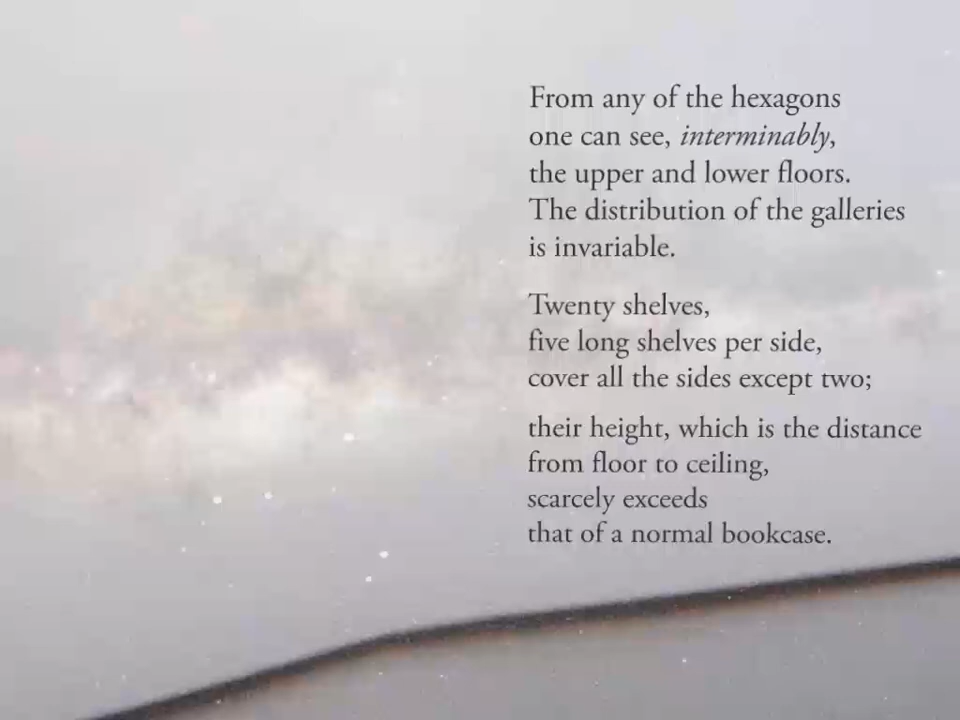 From any of the hexagons
one can see, interminably,
the upper and lower floors.
The distribution of the galleries
is invariable.
Twenty shelves,
five long shelves per side,
cover all the sides except two;
their height, which is the distance
from floor to ceiling,
scarcely exceeds
that of a normal bookcase.